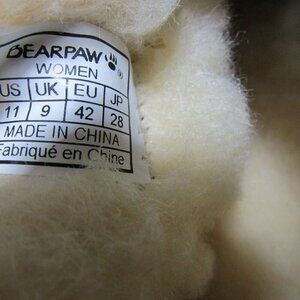 BEARPAW ®
WOMEN
US UK EU JP
11 9 42 28
MADE IN CHINA
Fabriqué en Chine